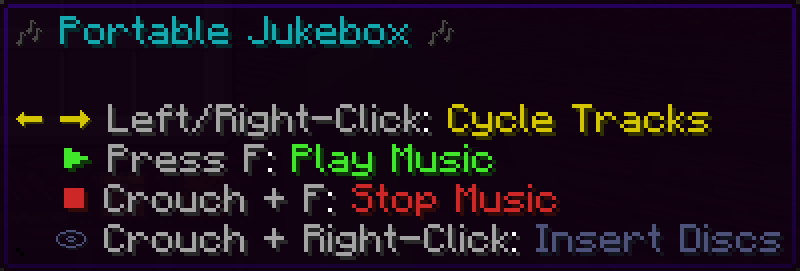 🎶 Portable Jukebox 🎶
← → Left/Right-Click: Cycle Tracks
▶ Press F: Play Music
■ Crouch + F: Stop Music
Crouch + Right-Click: Insert Discs